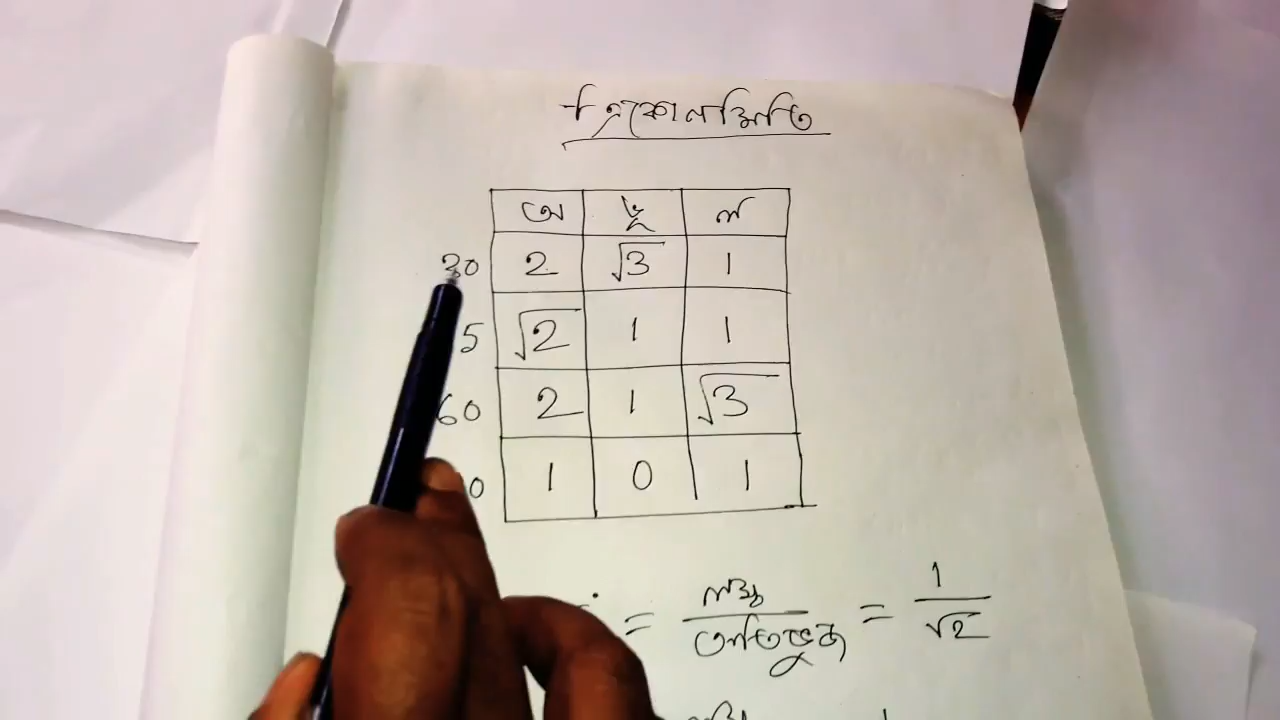 ত্রিকোণমিতি
অ ভূ ল
30 2 √3 1
5 √2 1 1
60 2 1 √3
0 1 0 1
= লম্ব / অতিভুজ = 1 / √2